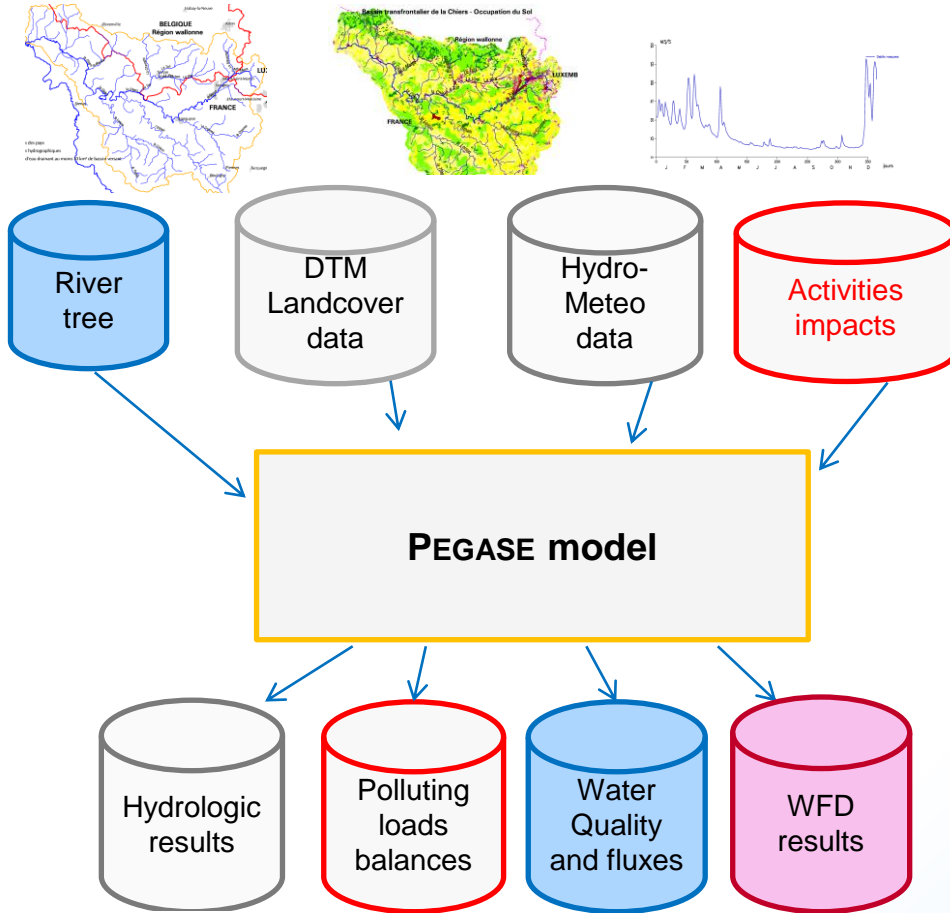 BELGIQUE
Région wallonne
FRANCE
Bassin transfrontalier de la Chiers - Occupation du Sol
Région wallonne
LUXEMB
FRANCE
J F M A M J J A S O N D
River
tree
DTM
Landcover
data
Hydro-
Meteo
data
Activities
impacts
PEGASE model
Hydrologic
results
Polluting
loads
balances
Water
Quality
and fluxes
WFD
results